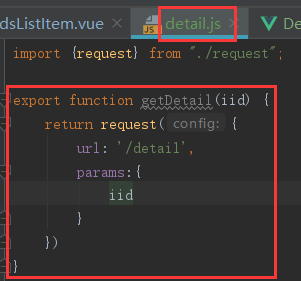 dsListItem.vue × detail.js × De
import {request} from "./request";
export function getDetail(iid) {
return request( config: {
url: '/detail',
params:{
iid
}
})
}